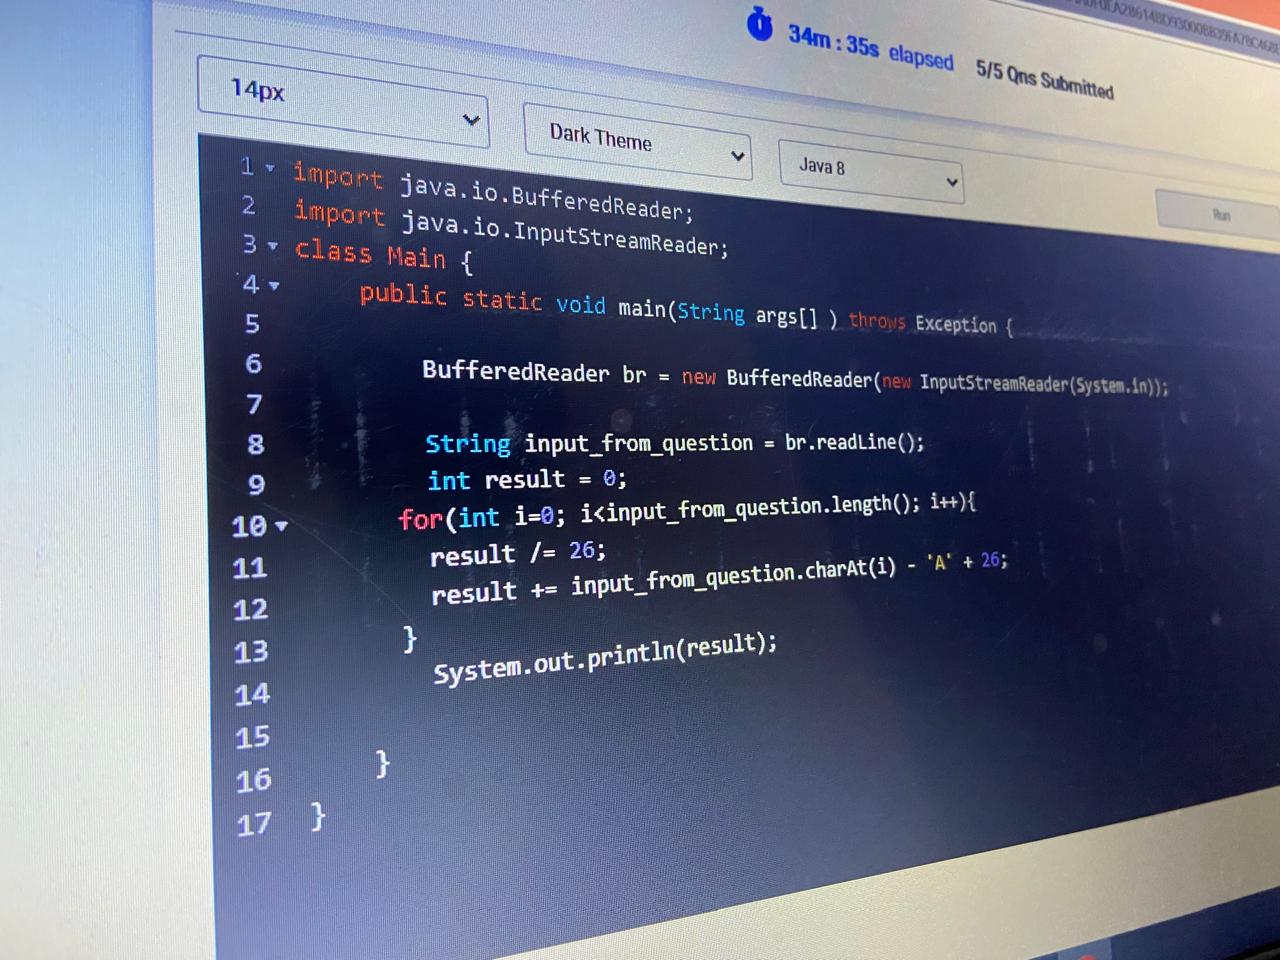 34m : 35s elapsed 5/5 Qns Submitted
14px Dark Theme Java 8 Run
1 import java.io.BufferedReader;
2 import java.io.InputStreamReader;
3 class Main {
4 public static void main(String args[] ) throws Exception {
5
6 BufferedReader br = new BufferedReader(new InputStreamReader(System.in));
7
8 String input_from_question = br.readLine();
9 int result = 0;
10 for(int i=0; i<input_from_question.length(); i++){
11 result /= 26;
12 result += input_from_question.charAt(i) - 'A' + 26;
13 }
14 System.out.println(result);
15
16 }
17 }